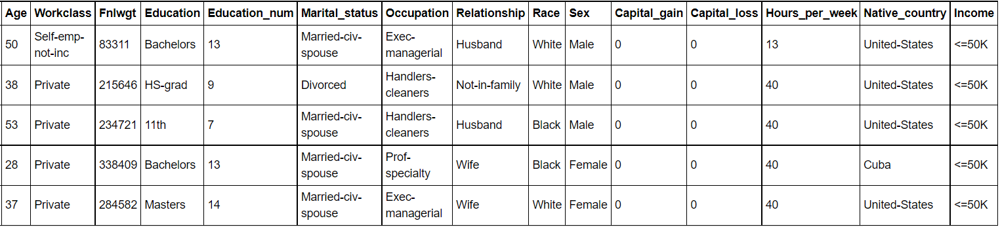 Age Workclass Fnlwgt Education Education_num Marital_status Occupation Relationship Race Sex Capital_gain Capital_loss Hours_per_week Native_country Income
50 Self-emp-not-inc 83311 Bachelors 13 Married-civ-spouse Exec-managerial Husband White Male 0 0 13 United-States <=50K
38 Private 215646 HS-grad 9 Divorced Handlers-cleaners Not-in-family White Male 0 0 40 United-States <=50K
53 Private 234721 11th 7 Married-civ-spouse Handlers-cleaners Husband Black Male 0 0 40 United-States <=50K
28 Private 338409 Bachelors 13 Married-civ-spouse Prof-specialty Wife Black Female 0 0 40 Cuba <=50K
37 Private 284582 Masters 14 Married-civ-spouse Exec-managerial Wife White Female 0 0 40 United-States <=50K